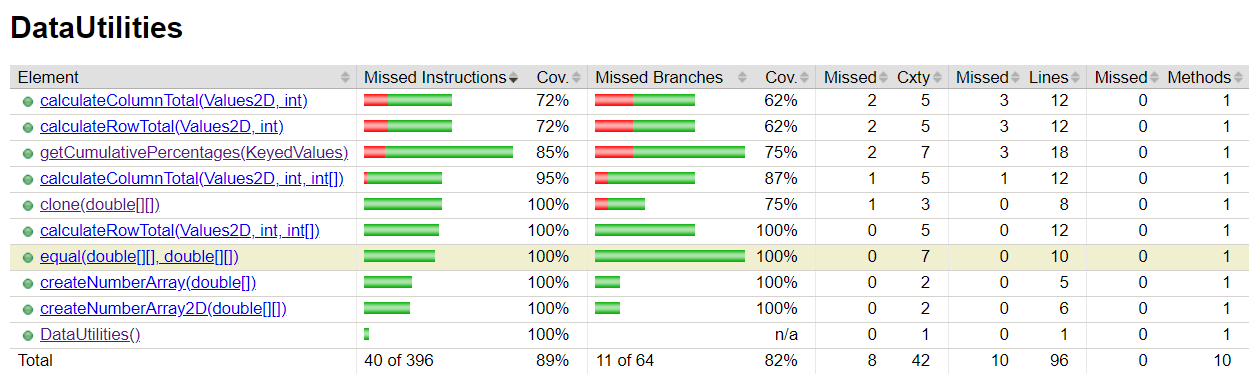 DataUtilities
Element Missed Instructions Cov. Missed Branches Cov. Missed Cxty Missed Lines Missed Methods
calculateColumnTotal(Values2D, int) 72% 62% 2 5 3 12 0 1
calculateRowTotal(Values2D, int) 72% 62% 2 5 3 12 0 1
getCumulativePercentages(KeyedValues) 85% 75% 2 7 3 18 0 1
calculateColumnTotal(Values2D, int, int[]) 95% 87% 1 5 1 12 0 1
clone(double[][]) 100% 75% 1 3 0 8 0 1
calculateRowTotal(Values2D, int, int[]) 100% 100% 0 5 0 12 0 1
equal(double[][], double[][]) 100% 100% 0 7 0 10 0 1
createNumberArray(double[]) 100% 100% 0 2 0 5 0 1
createNumberArray2D(double[][]) 100% 100% 0 2 0 6 0 1
DataUtilities() 100% n/a 0 1 0 1 0 1
Total 40 of 396 89% 11 of 64 82% 8 42 10 96 0 10